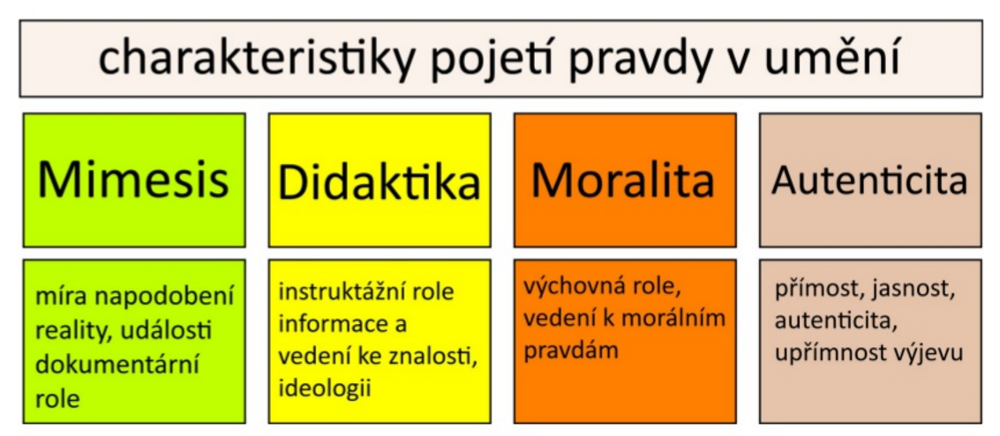 charakteristiky pojetí pravdy v umění
Mimesis
Didaktika
Moralita
Autenticita
míra napodobení
reality, události
dokumentární
role
instruktážní role
informace a
vedení ke znalosti,
ideologii
výchovná role,
vedení k morálním
pravdám
přímost, jasnost,
autenticita,
upřímnost výjevu